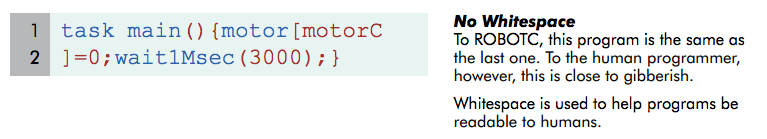 1 task main(){motor[motorC
2 ]=0;wait1Msec(3000);}
No Whitespace
To ROBOTC, this program is the same as
the last one. To the human programmer,
however, this is close to gibberish.
Whitespace is used to help programs be
readable to humans.